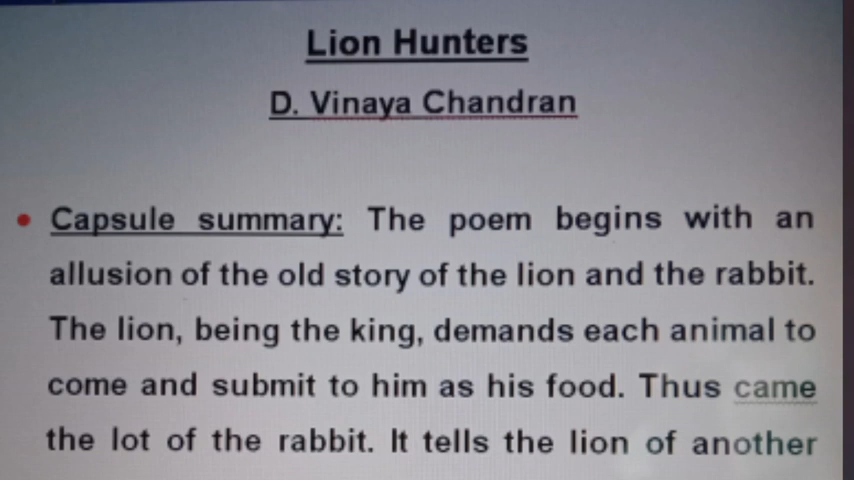 Lion Hunters
D. Vinaya Chandran
• Capsule summary: The poem begins with an
allusion of the old story of the lion and the rabbit.
The lion, being the king, demands each animal to
come and submit to him as his food. Thus came
the lot of the rabbit. It tells the lion of another